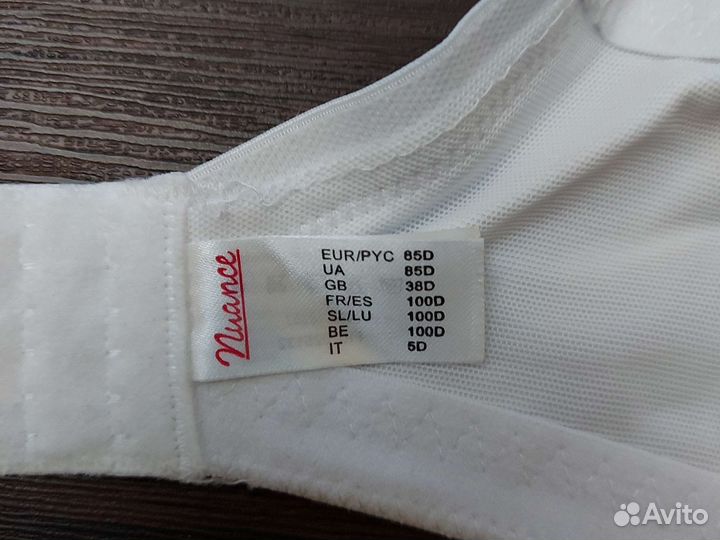 Nuance
EUR/PYC 85D
UA 85D
GB 38D
FR/ES 100D
SL/LU 100D
BE 100D
IT 5D
Avito